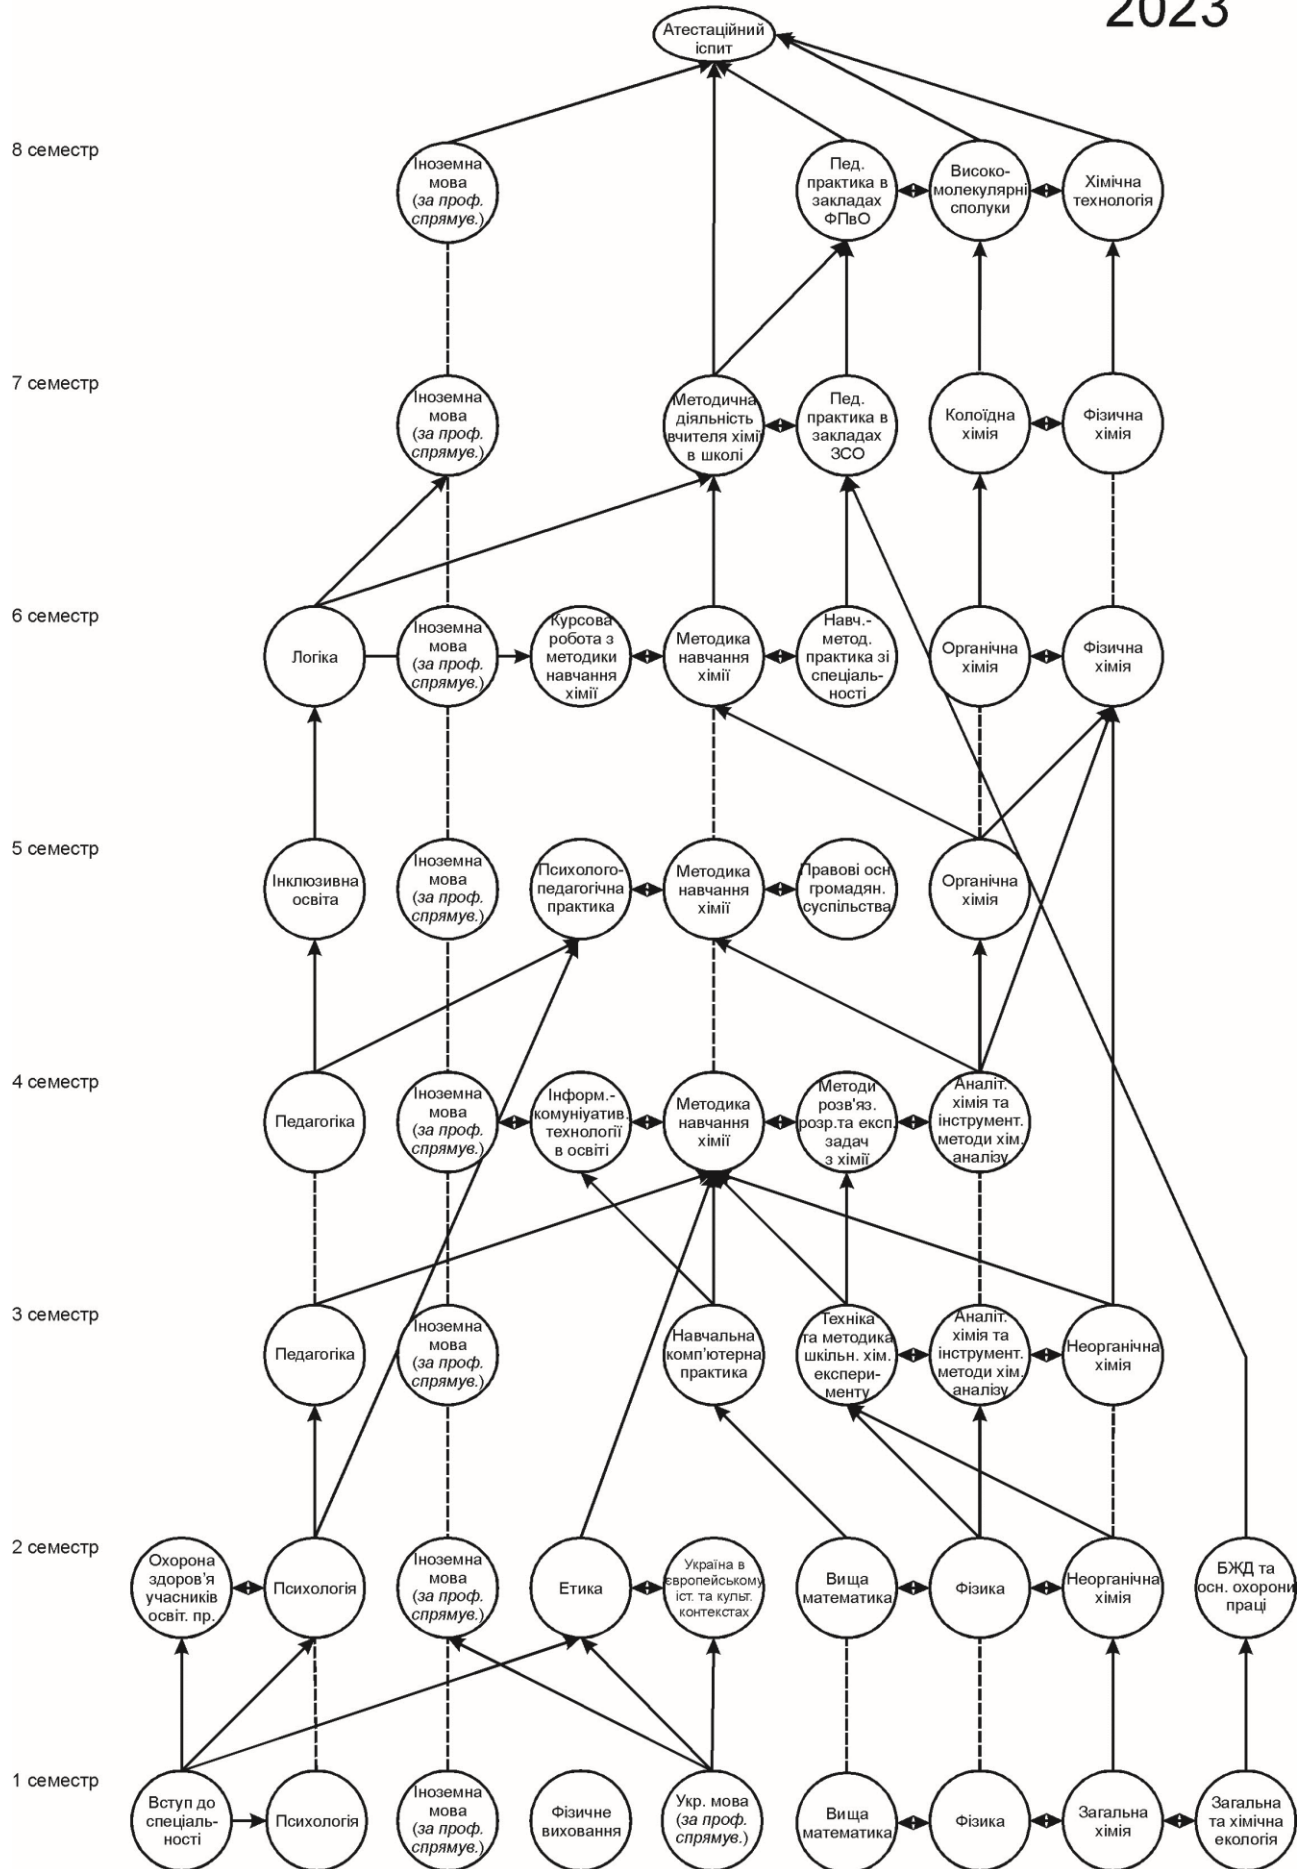 2023
Атестаційний
іспит
8 семестр
Іноземна
мова
(за проф.
спрямув.)
Пед.
практика в
закладах
ФПвО
Високо-
молекулярні
сполуки
Хімічна
технологія
7 семестр
Іноземна
мова
(за проф.
спрямув.)
Методична
діяльність
вчителя хімії
в школі
Пед.
практика в
закладах
ЗСО
Колоїдна
хімія
Фізична
хімія
6 семестр
Логіка
Іноземна
мова
(за проф.
спрямув.)
Курсова
робота з
методики
навчання
хімії
Методика
навчання
хімії
Навч.-
метод.
практика зі
спеціаль-
ності
Органічна
хімія
Фізична
хімія
5 семестр
Інклюзивна
освіта
Іноземна
мова
(за проф.
спрямув.)
Психолого-
педагогічна
практика
Методика
навчання
хімії
Правові осн.
громадян.
суспільства
Органічна
хімія
4 семестр
Педагогіка
Іноземна
мова
(за проф.
спрямув.)
Інформ.-
комуніуатив.
технології
в освіті
Методика
навчання
хімії
Методи
розв'яз.
розр.та експ.
задач
з хімії
Аналіт.
хімія та
інструмент.
методи хім.
аналізу
3 семестр
Педагогіка
Іноземна
мова
(за проф.
спрямув.)
Навчальна
комп'ютерна
практика
Техніка
та методика
шкільн. хім.
експери-
менту
Аналіт.
хімія та
інструмент.
методи хім.
аналізу
Неорганічна
хімія
2 семестр
Охорона
здоров'я
учасників
освіт. пр.
Психологія
Іноземна
мова
(за проф.
спрямув.)
Етика
Україна в
європейському
іст. та культ.
контекстах
Вища
математика
Фізика
Неорганічна
хімія
БЖД та
осн. охорони
праці
1 семестр
Вступ до
спеціаль-
ності
Психологія
Іноземна
мова
(за проф.
спрямув.)
Фізичне
виховання
Укр. мова
(за проф.
спрямув.)
Вища
математика
Фізика
Загальна
хімія
Загальна
та хімічна
екологія